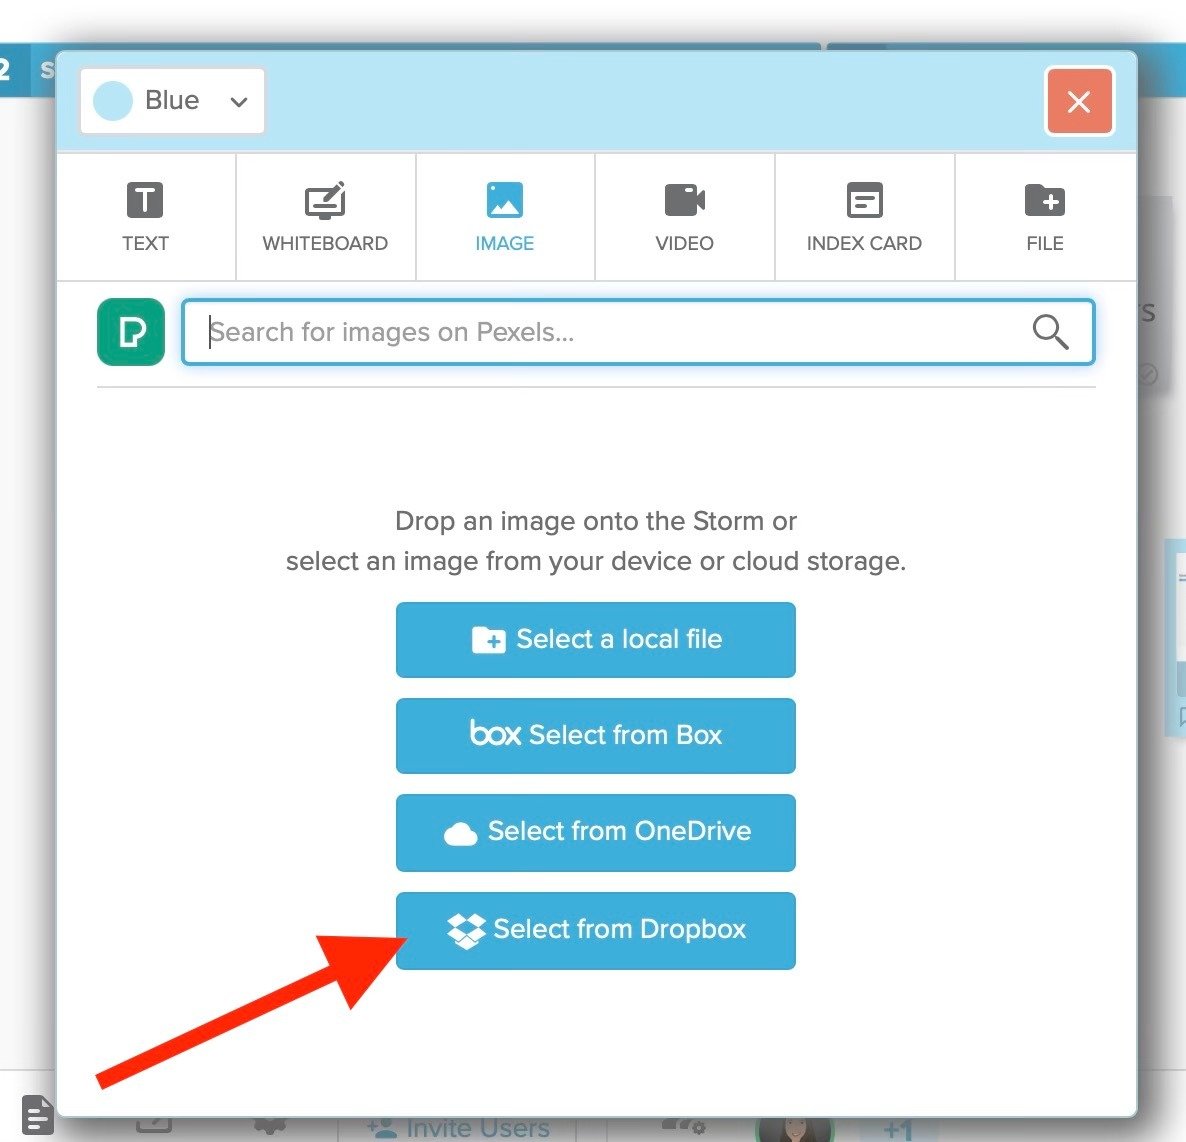 2 S
Blue
TEXT
WHITEBOARD
IMAGE
VIDEO
INDEX CARD
FILE
Search for images on Pexels...
Drop an image onto the Storm or
select an image from your device or cloud storage.
Select a local file
box Select from Box
Select from OneDrive
Select from Dropbox
Invite Users
+1